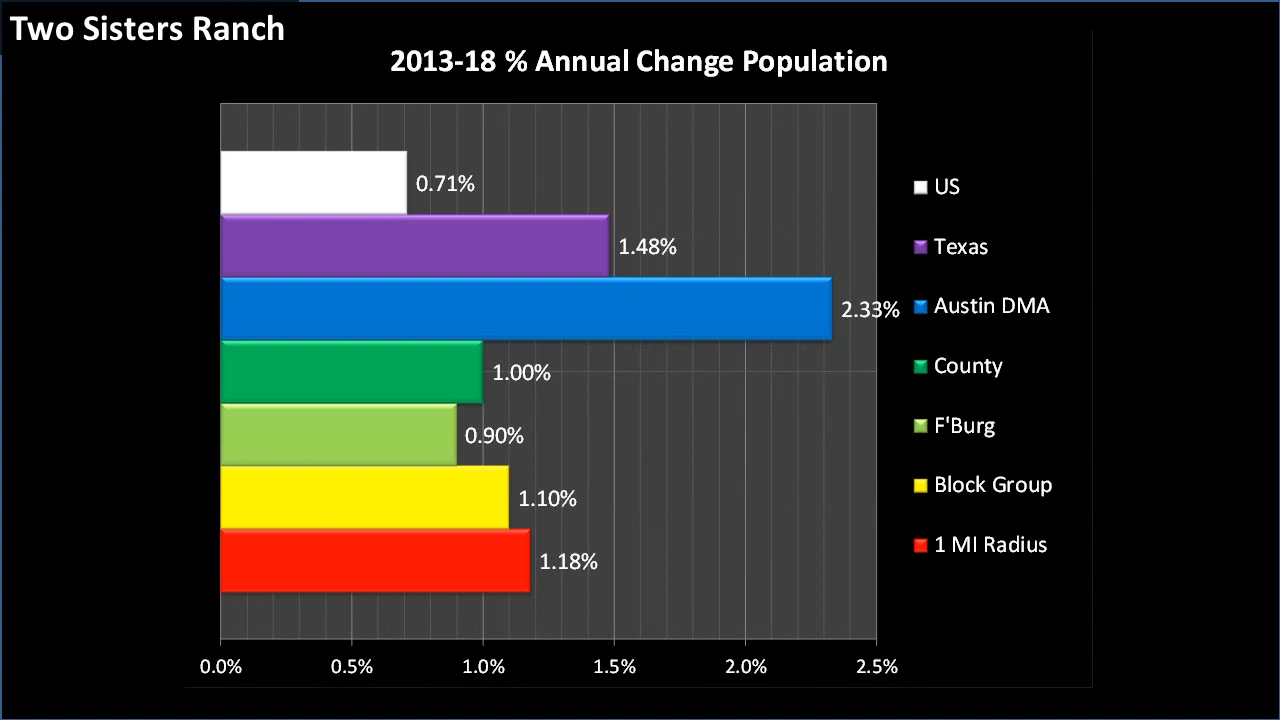 Two Sisters Ranch
2013-18 % Annual Change Population
0.71%
1.48%
2.33%
1.00%
0.90%
1.10%
1.18%
US
Texas
Austin DMA
County
F'Burg
Block Group
1 MI Radius
0.0% 0.5% 1.0% 1.5% 2.0% 2.5%